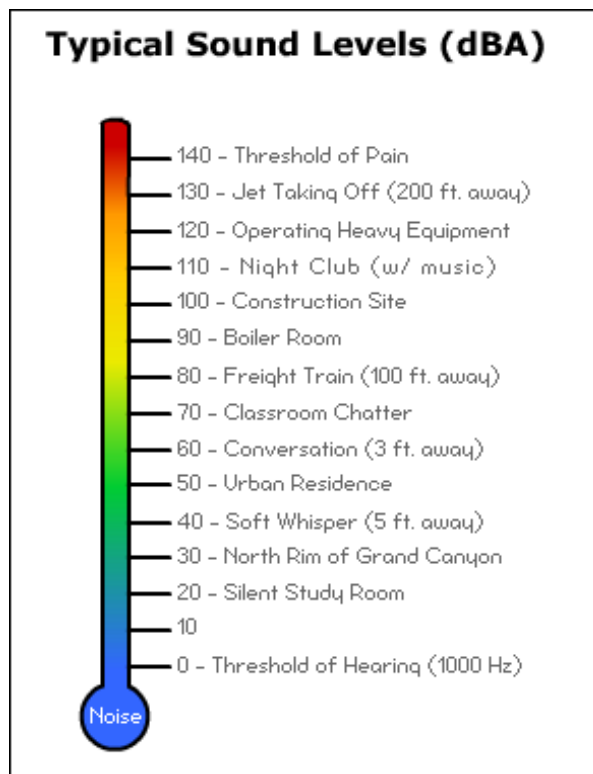 Typical Sound Levels (dBA)
140 - Threshold of Pain
130 - Jet Taking Off (200 ft. away)
120 - Operating Heavy Equipment
110 - Night Club (w/ music)
100 - Construction Site
90 - Boiler Room
80 - Freight Train (100 ft. away)
70 - Classroom Chatter
60 - Conversation (3 ft. away)
50 - Urban Residence
40 - Soft Whisper (5 ft. away)
30 - North Rim of Grand Canyon
20 - Silent Study Room
10
0 - Threshold of Hearing (1000 Hz)
Noise